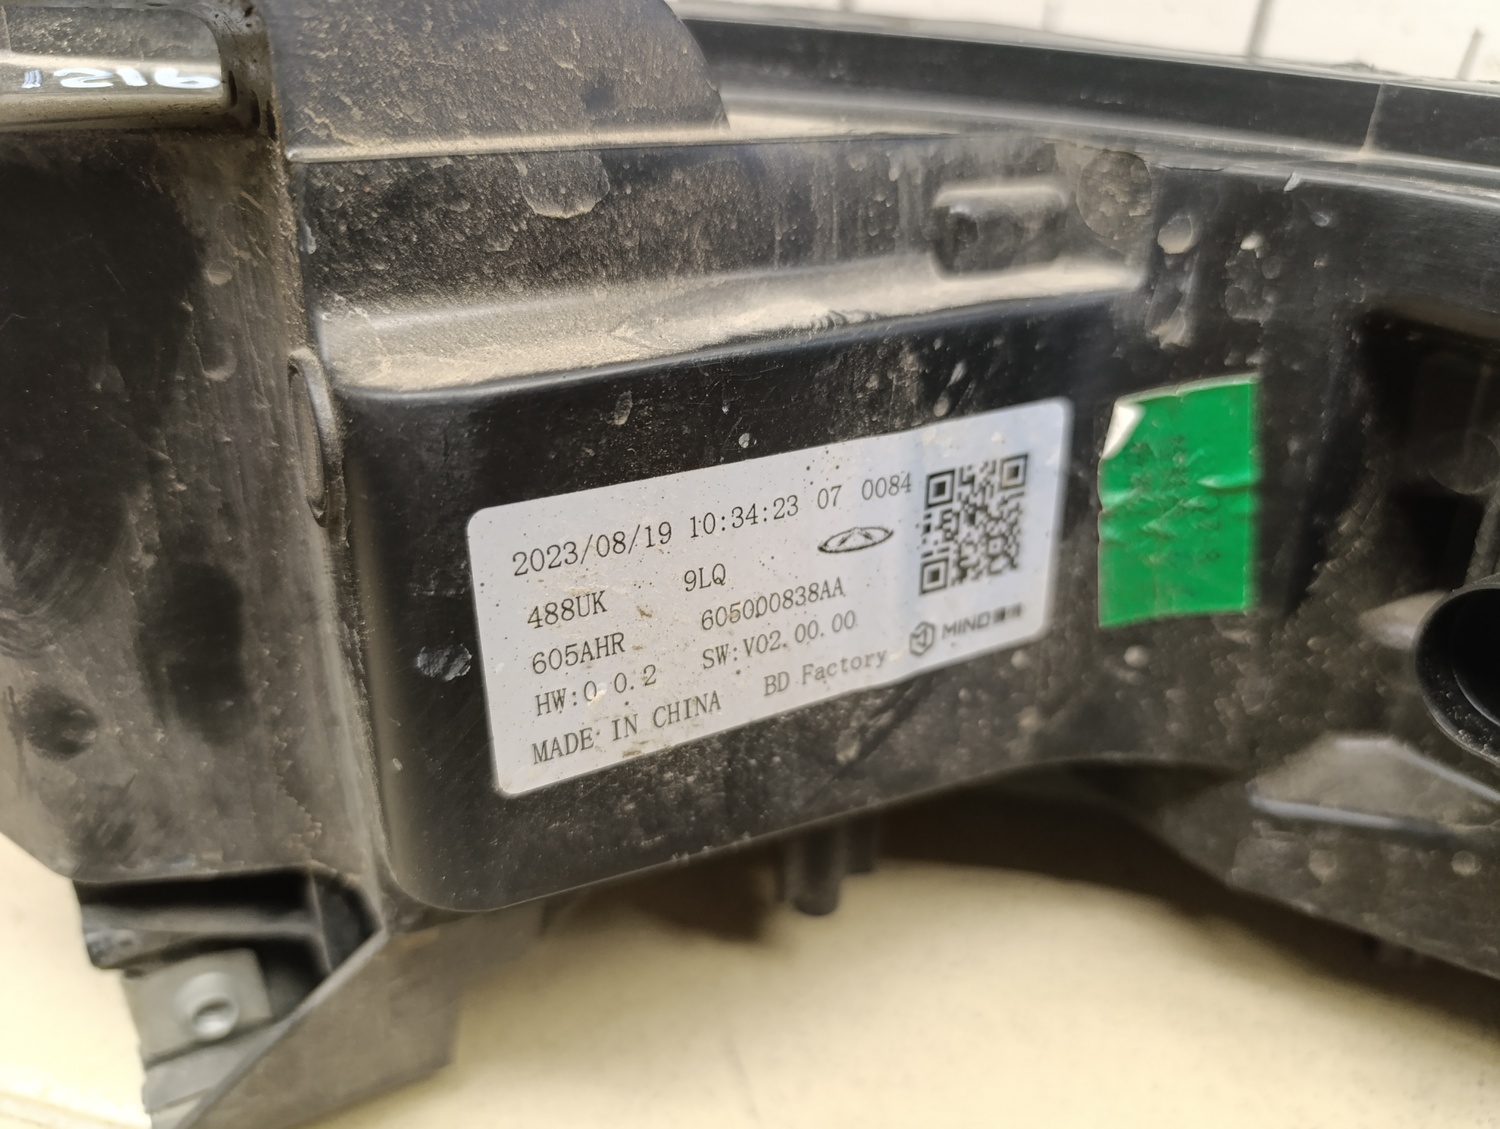 216
2023/08/19 10:34:23 07 0084
488UK 9LQ
605AHR 605000838AA
HW:0 0.2 SW:V02.00.00
MADE IN CHINA BD Factory
MIND